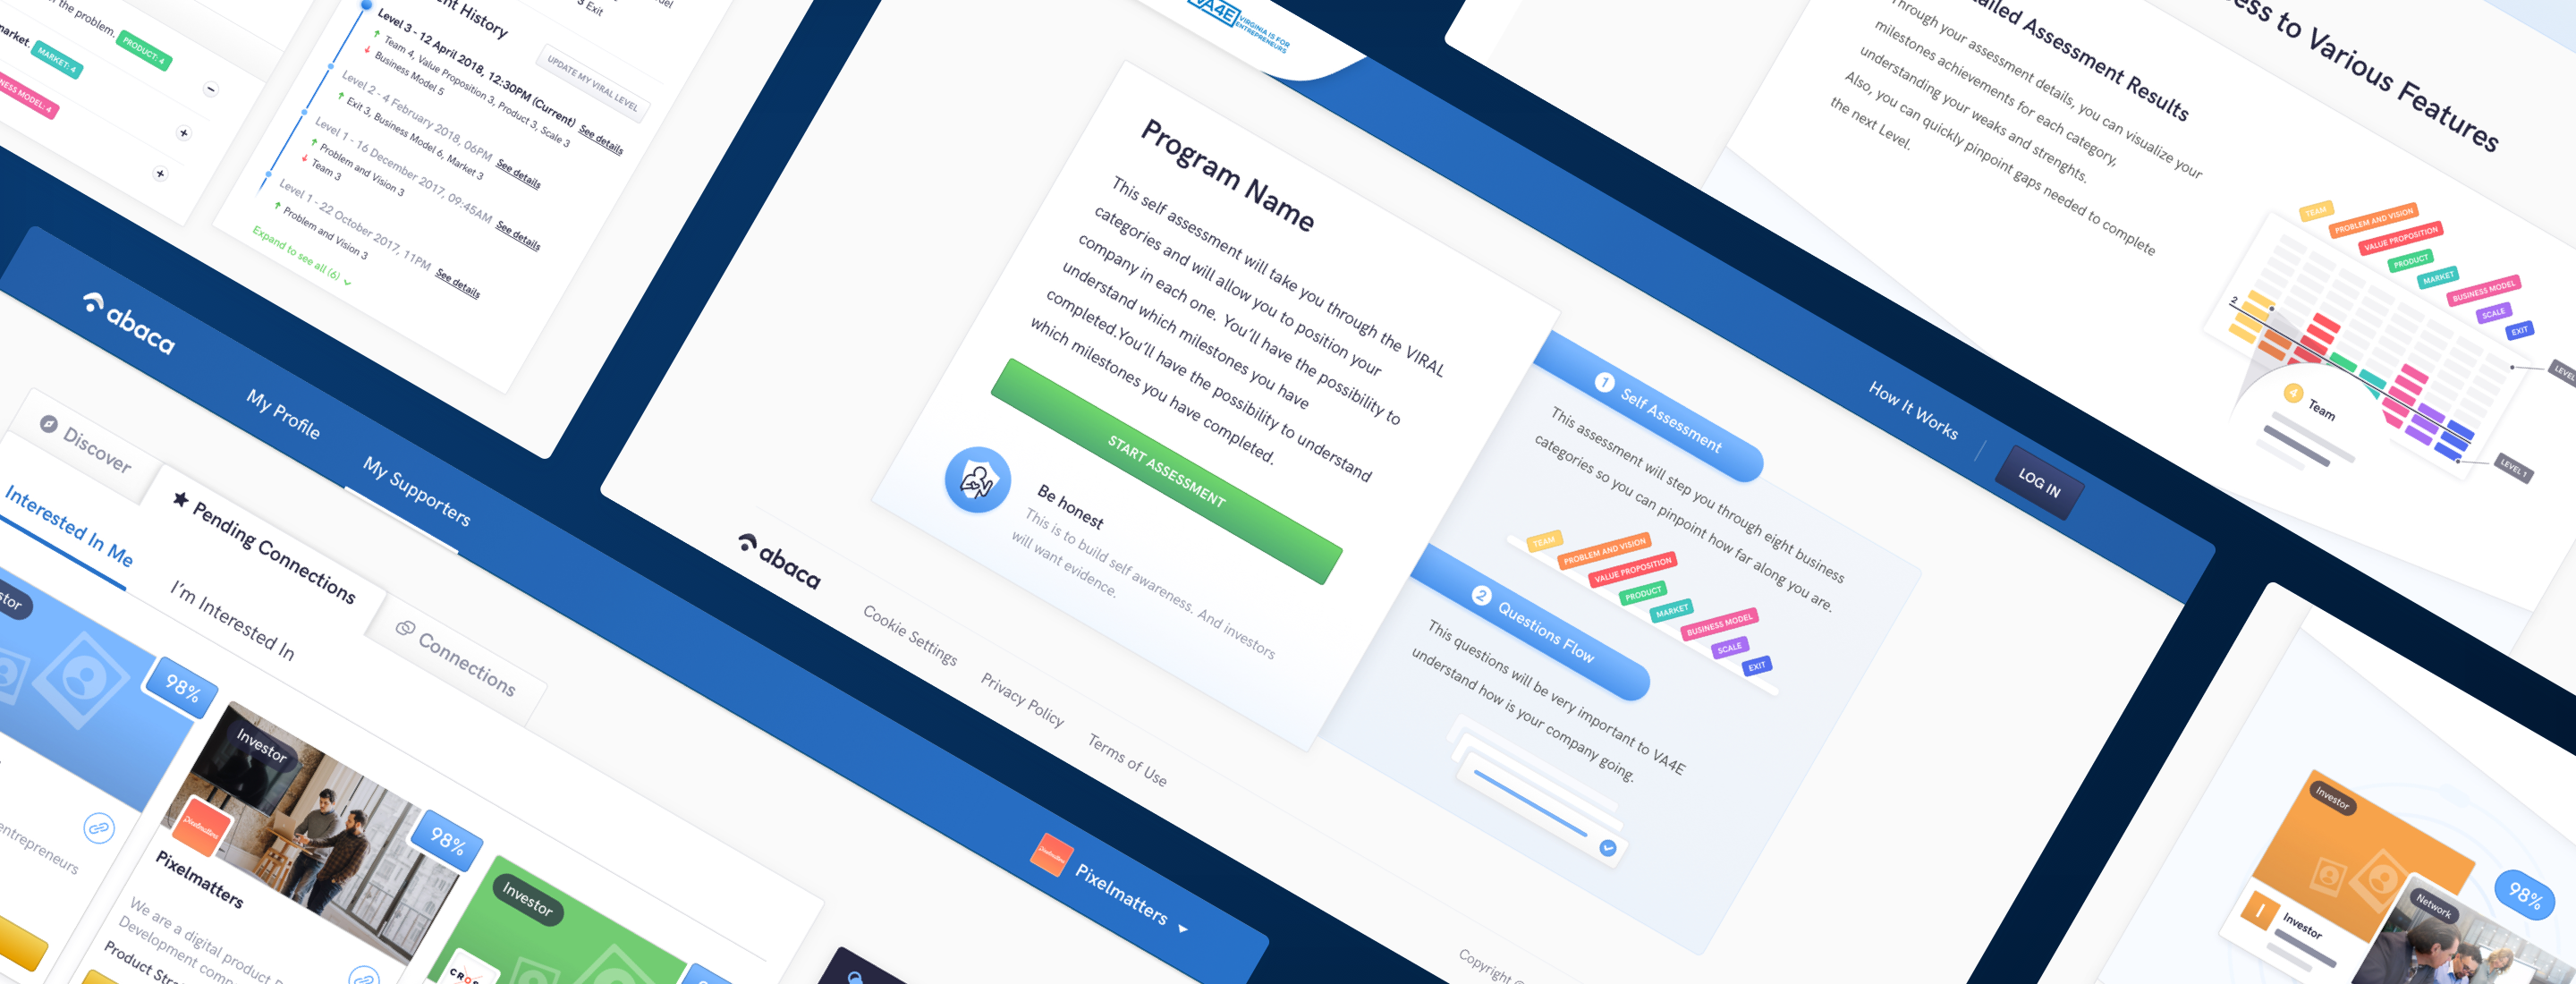 the problem.
PRODUCT: 4
market.
MARKET: 4
NESS MODEL: 4
nt History
3 Exit
UPDATE MY VIRAL LEVEL
Level 3 - 12 April 2018, 12:30PM (Current)
See details
Team 4, Value Proposition 3, Product 3, Scale 3
Business Model 5
Level 2 - 4 February 2018, 06PM
See details
Exit 3, Business Model 6, Market 3
Level 1 - 16 December 2017, 09:45AM
See details
Problem and Vision 3
Team 3
Level 1 - 22 October 2017, 11PM
See details
Problem and Vision 3
Expand to see all (6)
abaca
My Profile
My Supporters
Pixelmatters
Discover
Pending Connections
Connections
Interested In Me
I'm Interested In
stor
98%
entrepreneurs
Investor
98%
Pixelmatters
Pixelmatters
We are a digital product D
Development comp
Product Stra
Investor
CROS
VA4E
VIRGINIA IS FOR
ENTREPRENEURS
How It Works
LOG IN
Program Name
This self assessment will take you through the VIRAL
categories and will allow you to position your
company in each one. You'll have the possibility to
understand which milestones you have
completed.You'll have the possibility to understand
which milestones you have completed.
START ASSESSMENT
Be honest
This is to build self awareness. And investors
will want evidence.
1 Self Assessment
This assessment will step you through eight business
categories so you can pinpoint how far along you are.
TEAM
PROBLEM AND VISION
VALUE PROPOSITION
PRODUCT
MARKET
BUSINESS MODEL
SCALE
EXIT
2 Questions Flow
This questions will be very important to VA4E
understand how is your company going.
abaca
Cookie Settings
Privacy Policy
Terms of Use
Copyright ©
ess to Various Features
ailed Assessment Results
Through your assessment details, you can visualize your
milestones achievements for each category,
understanding your weaks and strenghts.
Also, you can quickly pinpoint gaps needed to complete
the next Level.
TEAM
PROBLEM AND VISION
VALUE PROPOSITION
PRODUCT
MARKET
BUSINESS MODEL
SCALE
EXIT
2
LEVEL
LEVEL 1
4 Team
Investor
98%
I
Investor
Network